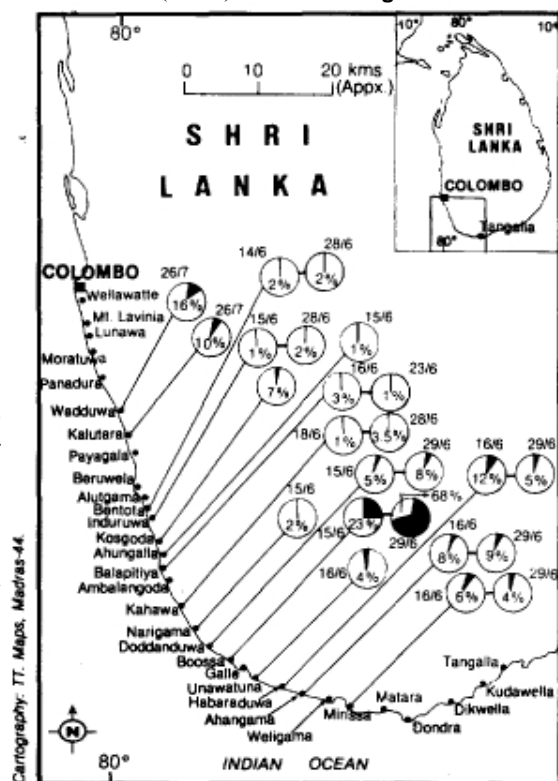 80°
0 10 20 kms
(Appx.)
SHRI
LANKA
10°
80°
10°
SHRI
LANKA
COLOMBO
Tangalla
80°
COLOMBO
Wellawatte
Mt. Lavinia
Lunawa
Moratuwa
Panadura
Wadduwa
Kalutara
Payagala
Beruwela
Alutgama
Bentota
Induruwa
Kosgoda
Ahungalla
Balapitiya
Ambalangoda
Kahawa
Narigama
Doddanduwa
Boossa
Galle
Unawatuna
Habaraduwa
Ahangama
Weligama
Mirissa
Matara
Dondra
Dikwella
Kudawella
Tangalla
26/7
16%
26/7
10%
14/6 28/6
2% 2%
15/6 28/6
1% 2%
7%
15/6
1%
16/6 23/6
3% 1%
18/6 28/6
1% 3.5%
15/6 29/6
5% 8%
15/6
2%
15/6 29/6
23% 68%
16/6
4%
16/6 29/6
12% 5%
16/6 29/6
8% 9%
16/6 29/6
6% 4%
N
80°
INDIAN OCEAN
Cartography: TT. Maps, Madras-44.